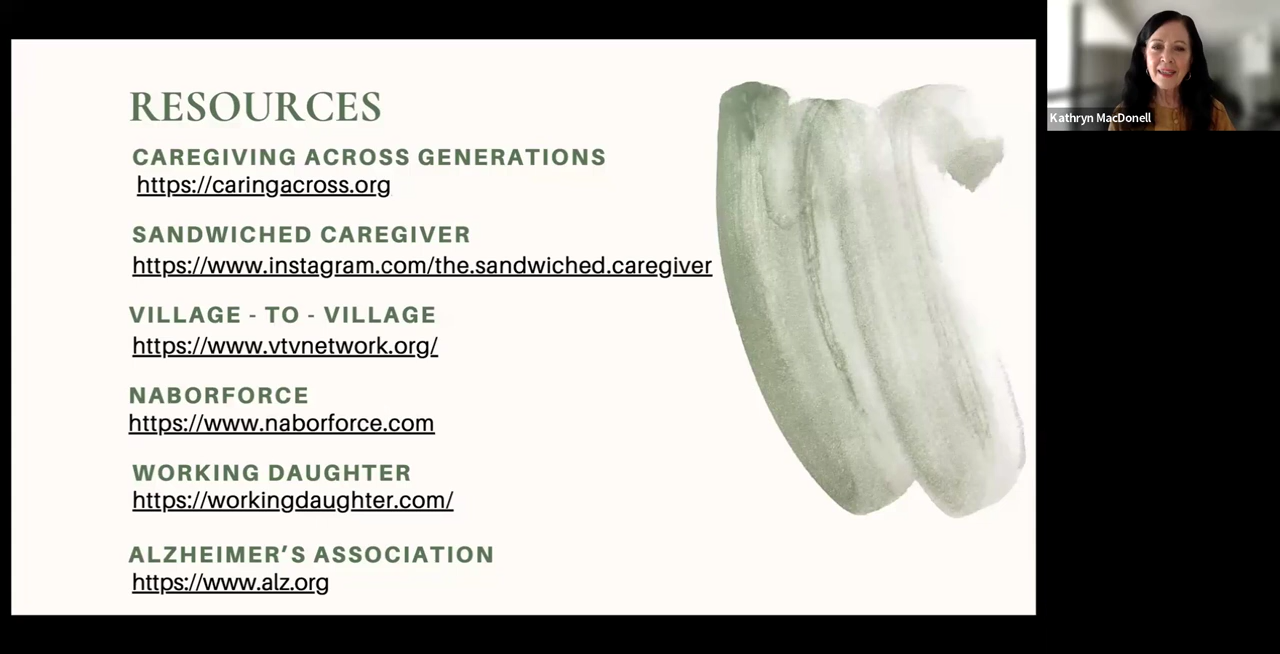 RESOURCES
CAREGIVING ACROSS GENERATIONS
https://caringacross.org
SANDWICHED CAREGIVER
https://www.instagram.com/the.sandwiched.caregiver
VILLAGE - TO - VILLAGE
https://www.vtvnetwork.org/
NABORFORCE
https://www.naborforce.com
WORKING DAUGHTER
https://workingdaughter.com/
ALZHEIMER’S ASSOCIATION
https://www.alz.org
Kathryn MacDonell